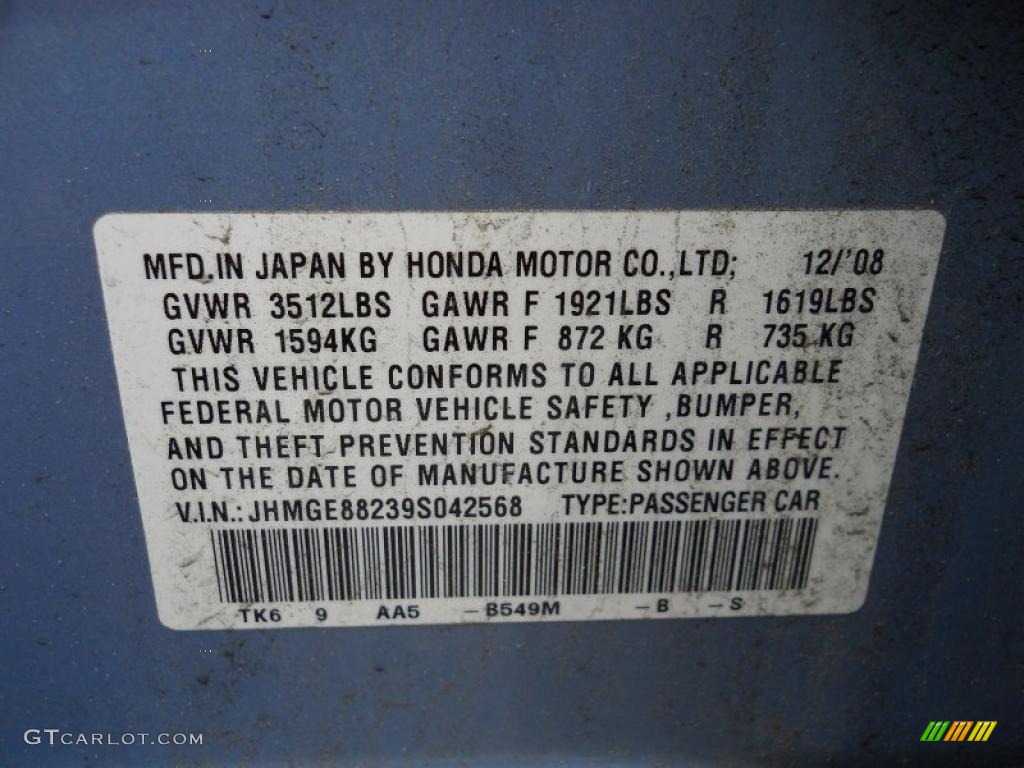 MFD.IN JAPAN BY HONDA MOTOR CO.,LTD; 12/'08
GVWR 3512LBS GAWR F 1921LBS R 1619LBS
GVWR 1594KG GAWR F 872 KG R 735 KG
THIS VEHICLE CONFORMS TO ALL APPLICABLE
FEDERAL MOTOR VEHICLE SAFETY ,BUMPER,
AND THEFT PREVENTION STANDARDS IN EFFECT
ON THE DATE OF MANUFACTURE SHOWN ABOVE.
V.I.N.: JHMGE88239S042568 TYPE:PASSENGER CAR
TK6 9 AA5 -B549M -B -S
GTCARLOT.COM